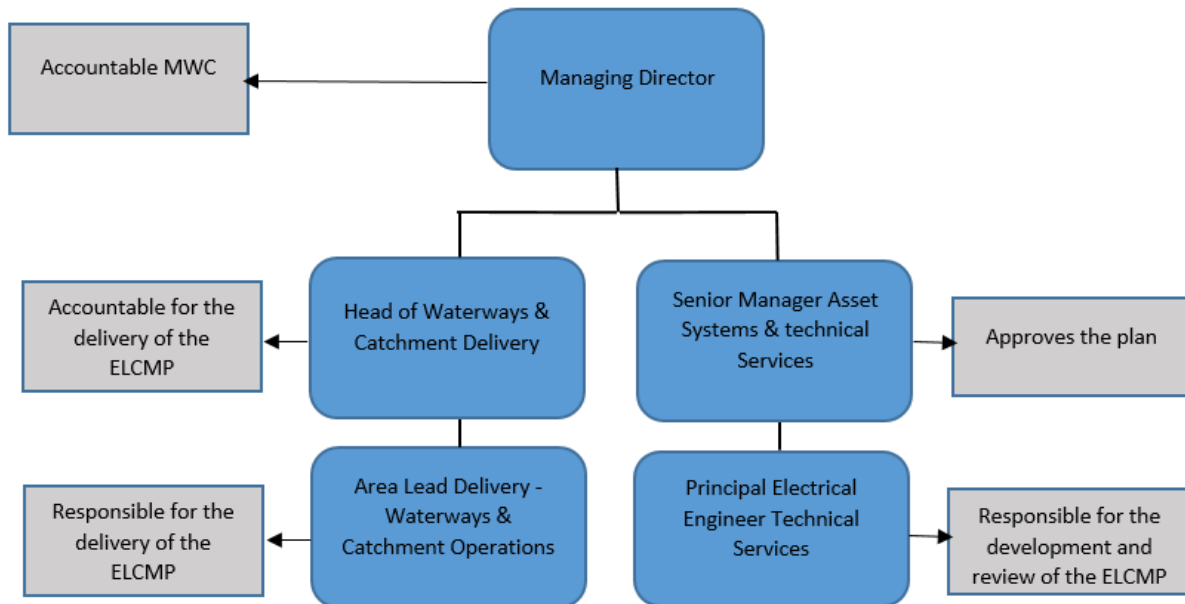 Accountable MWC
Managing Director
Accountable for the
delivery of the
ELCMP
Head of Waterways &
Catchment Delivery
Senior Manager Asset
Systems & technical
Services
Approves the plan
Responsible for the
delivery of the
ELCMP
Area Lead Delivery -
Waterways &
Catchment Operations
Principal Electrical
Engineer Technical
Services
Responsible for the
development and
review of the ELCMP